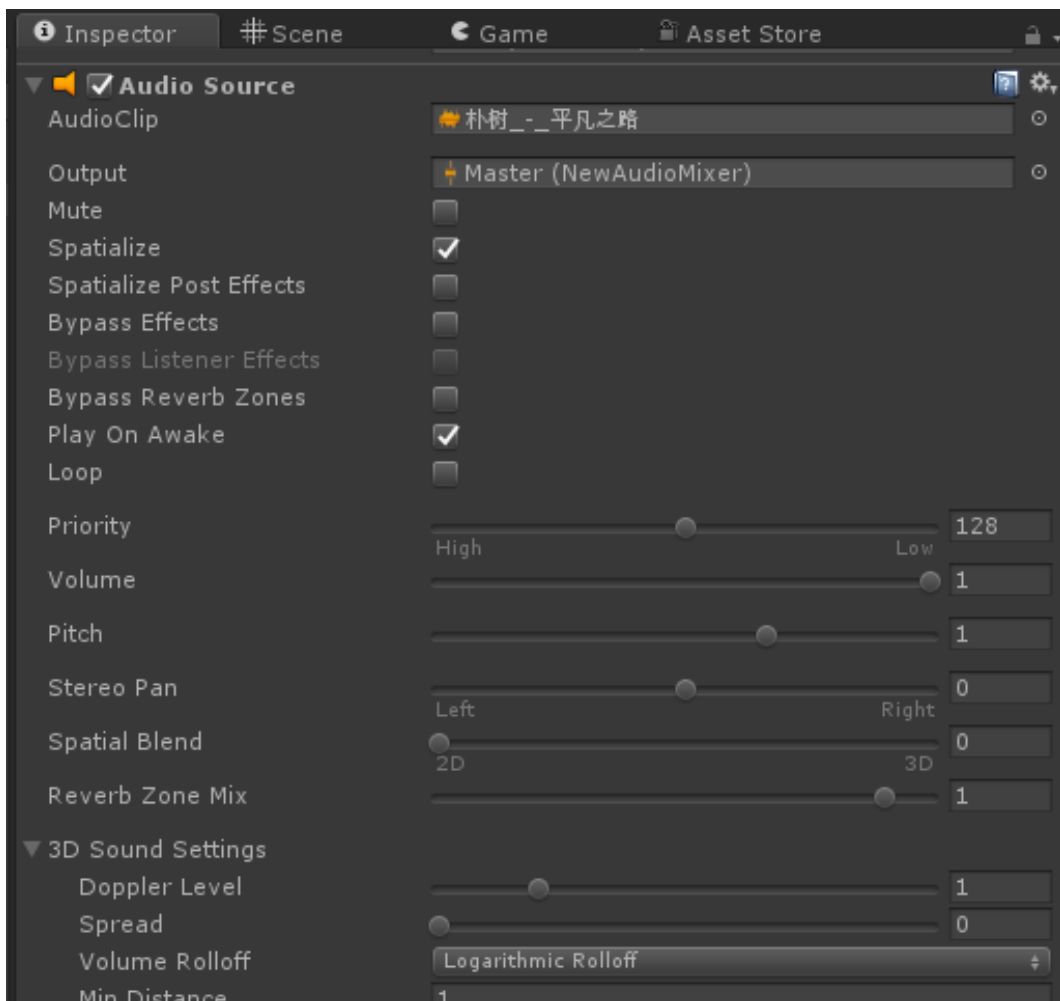 Inspector Scene Game Asset Store
Audio Source
AudioClip 朴树_-_平凡之路
Output Master (NewAudioMixer)
Mute
Spatialize
Spatialize Post Effects
Bypass Effects
Bypass Listener Effects
Bypass Reverb Zones
Play On Awake
Loop
Priority 128
High Low
Volume 1
Pitch 1
Stereo Pan 0
Left Right
Spatial Blend 0
2D 3D
Reverb Zone Mix 1
3D Sound Settings
Doppler Level 1
Spread 0
Volume Rolloff Logarithmic Rolloff
Min Distance 1